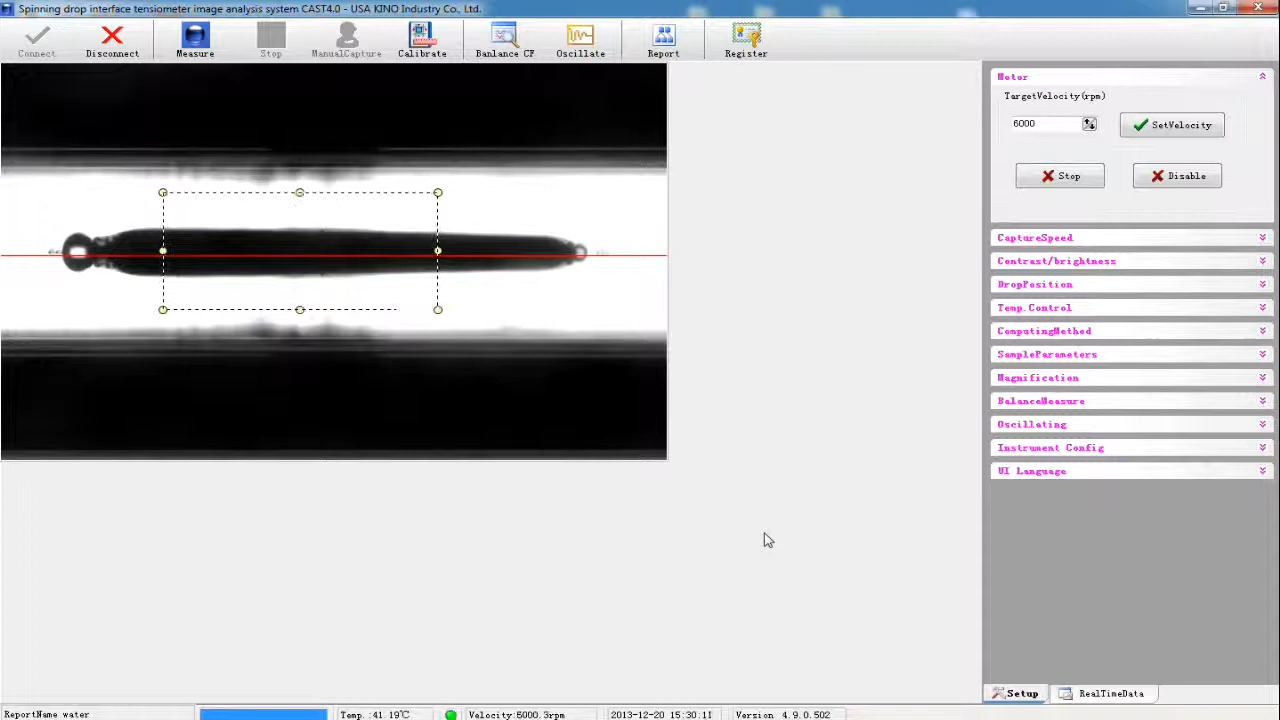 Spinning drop interface tensiometer image analysis system CAST4.0 - USA KINO Industry Co., Ltd.
Connect Disconnect Measure Stop ManualCapture Calibrate Banlance CF Oscillate Report Register
Motor
TargetVelocity(rpm)
6000 SetVelocity
Stop Disable
CaptureSpeed
Contrast/brightness
DropPosition
Temp.Control
ComputingMethod
SampleParameters
Magnification
BalanceMeasure
Oscillating
Instrument Config
UI Language
Setup RealTimeData
ReportName water Temp.:41.19℃ Velocity:6000.3rpm 2013-12-20 15:30:11 Version 4.9.0.502